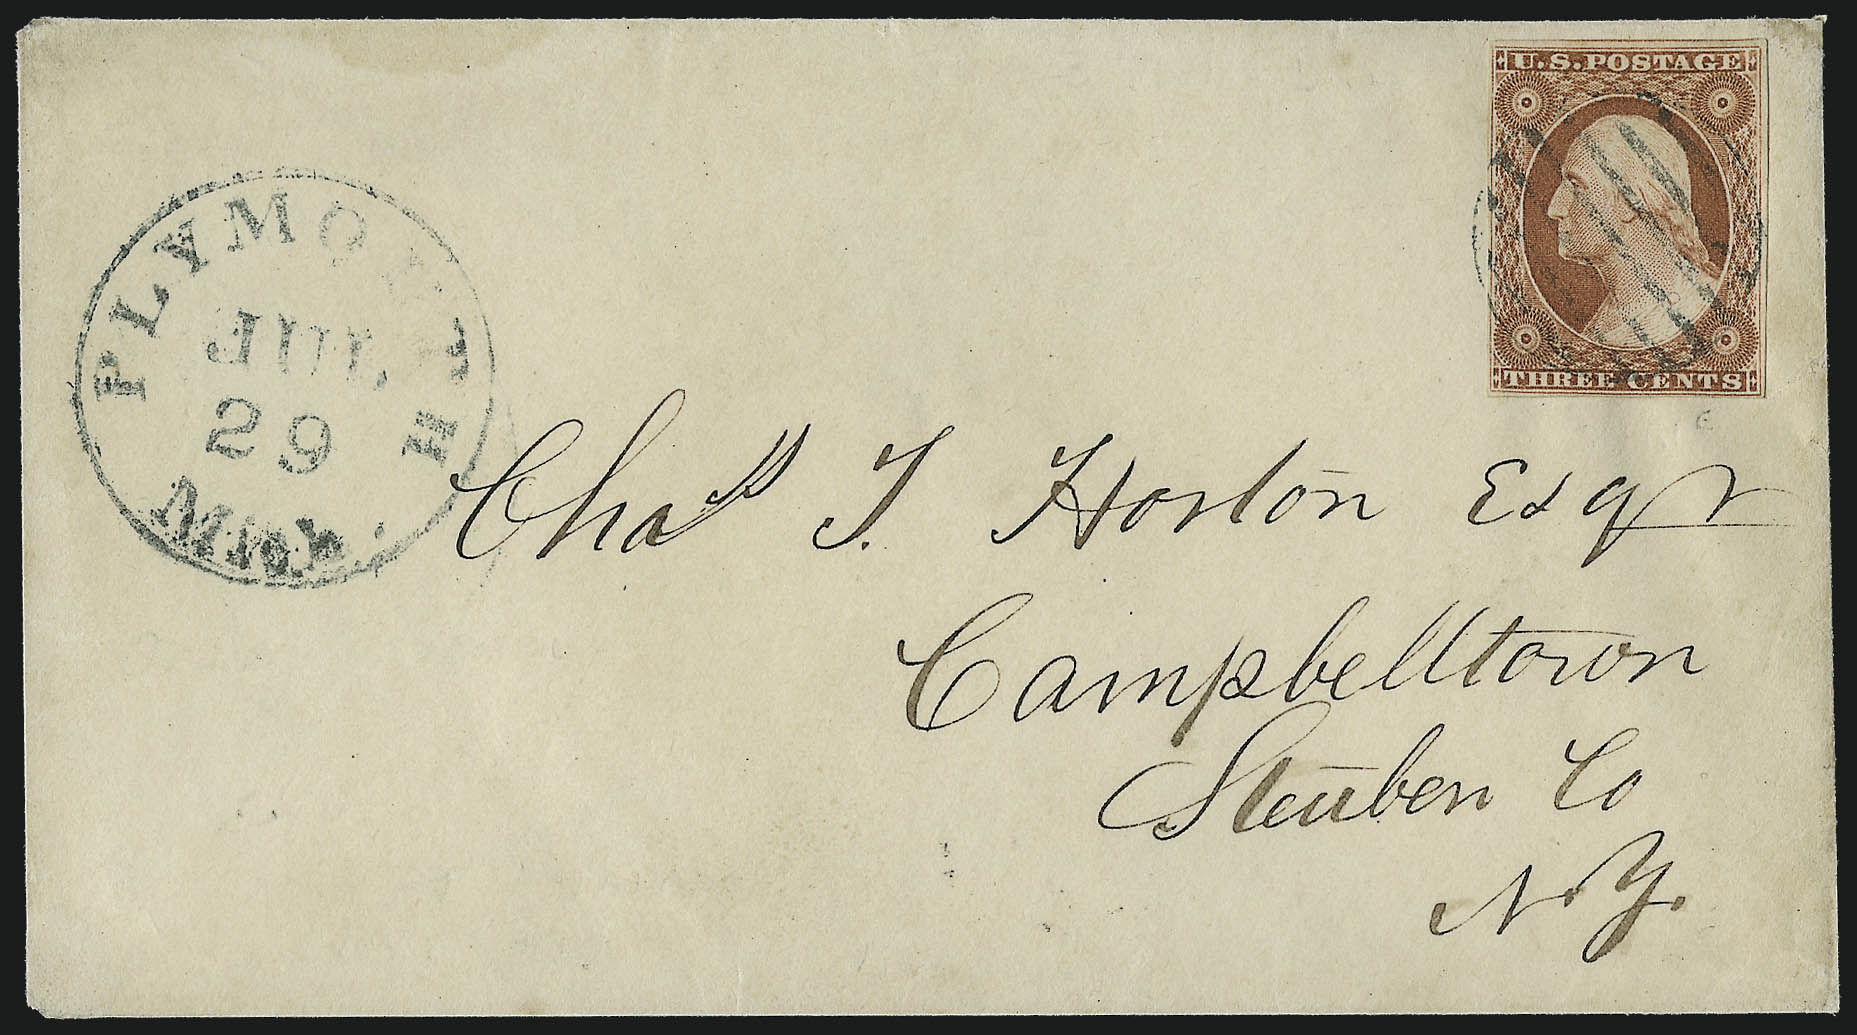 U.S.POSTAGE
THREE CENTS
PLYMOUTH
JUL
29
Mich.
Chas T. Horton Esqr
Campbelltown
Steuben Co
N.Y.